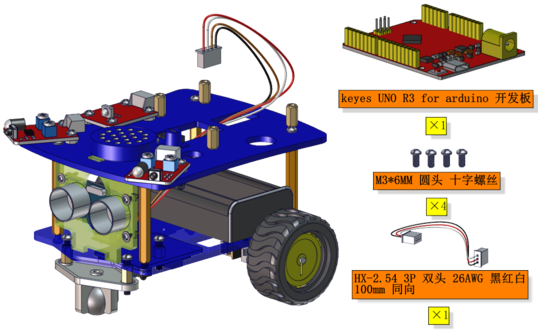 keyes UNO R3 for arduino 开发板
×1
M3*6MM 圆头 十字螺丝
×4
HX-2.54 3P 双头 26AWG 黑红白
100mm 同向
×1